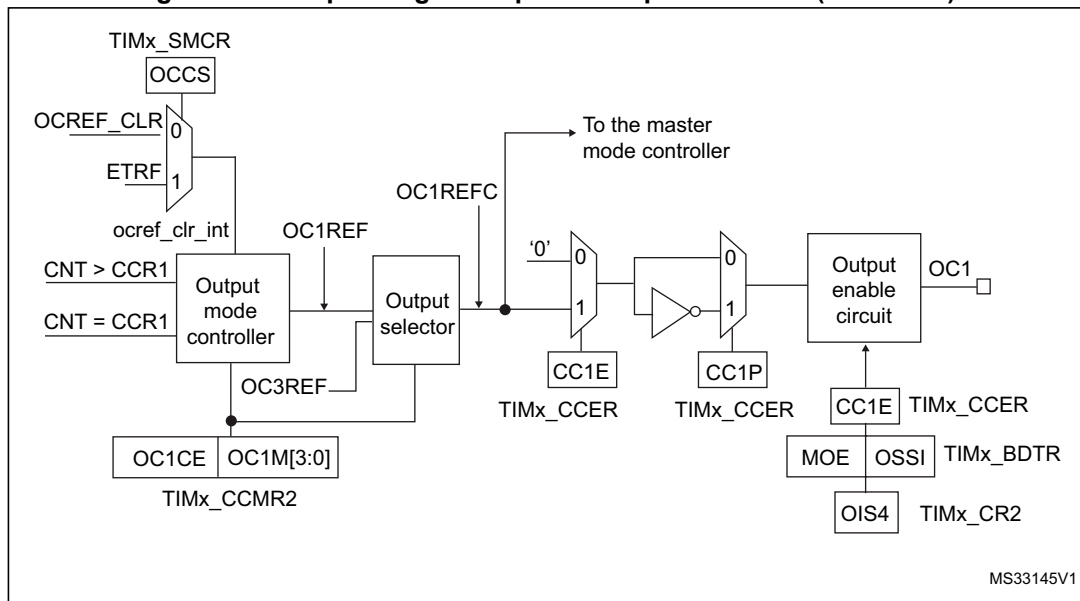 TIMx_SMCR
OCCS
OCREF_CLR
0
ETRF
1
ocref_clr_int
To the master
mode controller
OC1REFC
OC1REF
CNT > CCR1
CNT = CCR1
Output
mode
controller
Output
selector
OC3REF
'0'
0
1
0
1
Output
enable
circuit
OC1
CC1E
TIMx_CCER
CC1P
TIMx_CCER
CC1E
TIMx_CCER
MOE
OSSI
TIMx_BDTR
OIS4
TIMx_CR2
OC1CE
OC1M[3:0]
TIMx_CCMR2
MS33145V1